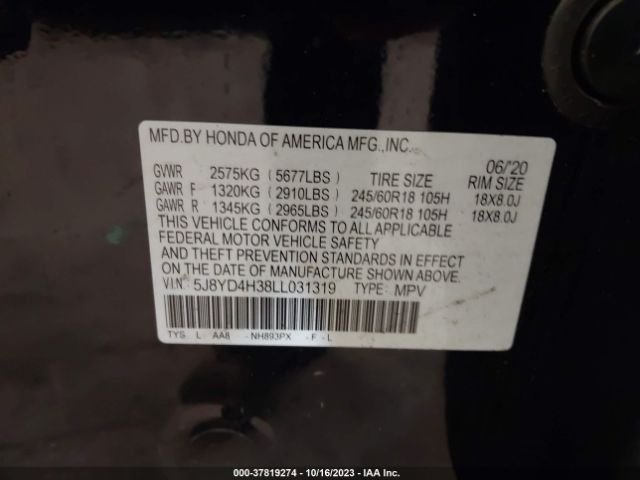 MFD.BY HONDA OF AMERICA MFG.,INC. 06/'20
GVWR 2575KG (5677LBS) TIRE SIZE RIM SIZE
GAWR F 1320KG (2910LBS) 245/60R18 105H 18X8.0J
GAWR R 1345KG (2965LBS) 245/60R18 105H 18X8.0J
THIS VEHICLE CONFORMS TO ALL APPLICABLE
FEDERAL MOTOR VEHICLE SAFETY
AND THEFT PREVENTION STANDARDS IN EFFECT
ON THE DATE OF MANUFACTURE SHOWN ABOVE.
V.I.N: 5J8YD4H38LL031319 TYPE: MPV
TYS L AA8 -NH893PX -F -L
000-37819274 | 10/16/2023 - IAA Inc.